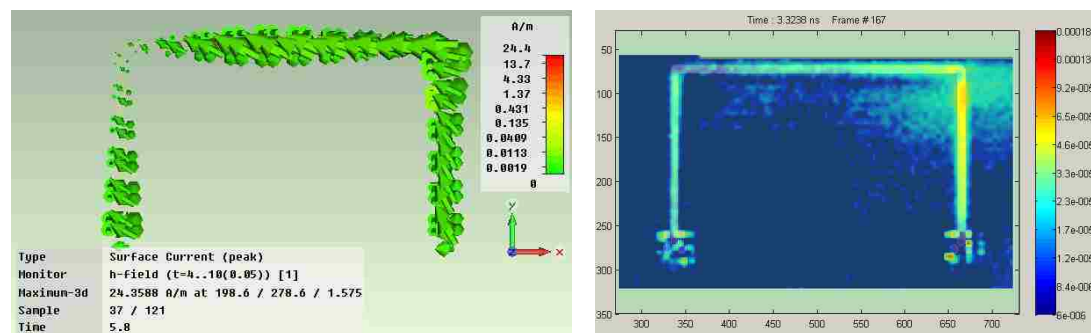 A/m
24.4
13.7
4.33
1.37
0.431
0.135
0.0409
0.0113
0.0019
0
y
x
Type Surface Current (peak)
Monitor h-field (t=4..10(0.05)) [1]
Maximum-3d 24.3588 A/m at 198.6 / 278.6 / 1.575
Sample 37 / 121
Time 5.8
Time : 3.3238 ns Frame # 167
50
100
150
200
250
300
350
300 350 400 450 500 550 600 650 700
0.00018
0.00013
9.2e-005
6e-005
4.6e-005
3.2e-005
2.3e-005
1.7e-005
1.2e-005
8.4e-006
6e-006